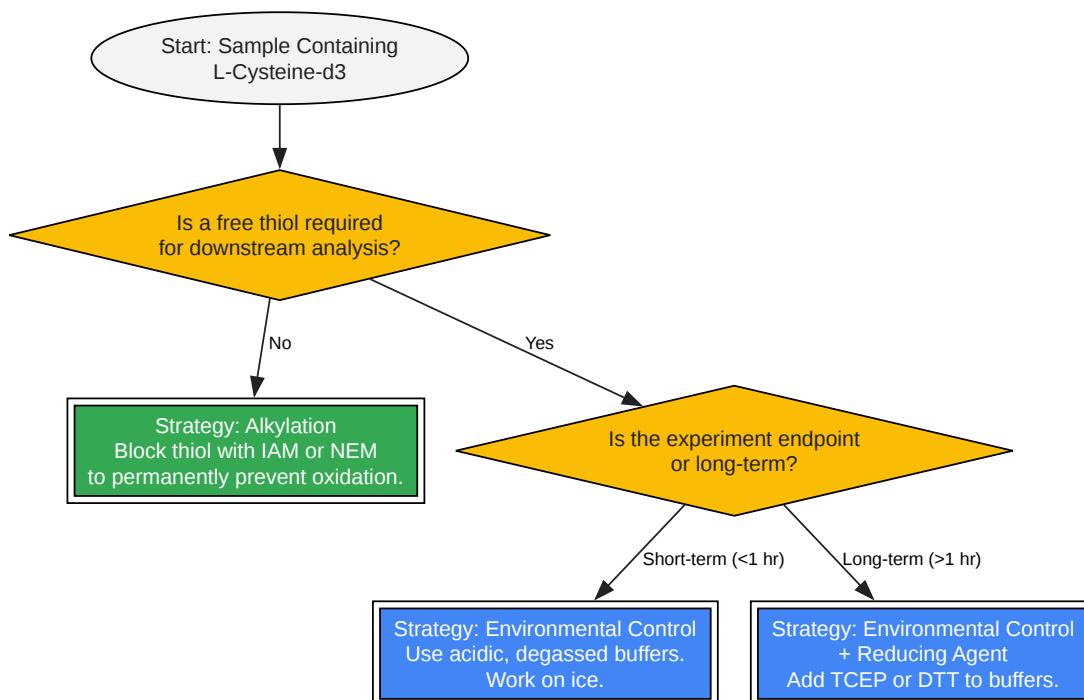 Start: Sample Containing
L-Cysteine-d3
Is a free thiol required
for downstream analysis?
No
Yes
Strategy: Alkylation
Block thiol with IAM or NEM
to permanently prevent oxidation.
Is the experiment endpoint
or long-term?
Short-term (<1 hr)
Long-term (>1 hr)
Strategy: Environmental Control
Use acidic, degassed buffers.
Work on ice.
Strategy: Environmental Control
+ Reducing Agent
Add TCEP or DTT to buffers.